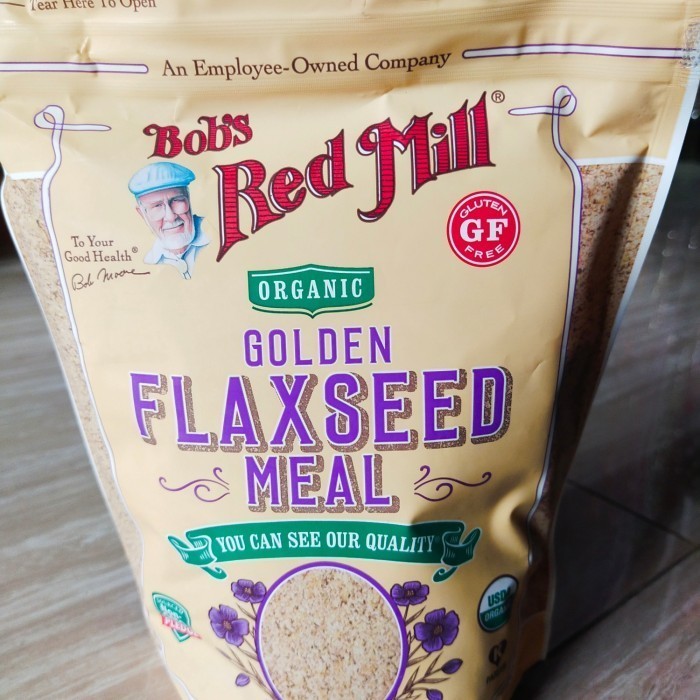 Tear Here To Open
An Employee-Owned Company
Bob's
Red Mill®
GLUTEN
GF
FREE
To Your
Good Health®
Bob Moore
ORGANIC
GOLDEN
FLAXSEED
MEAL
YOU CAN SEE OUR QUALITY
USDA
ORGANIC